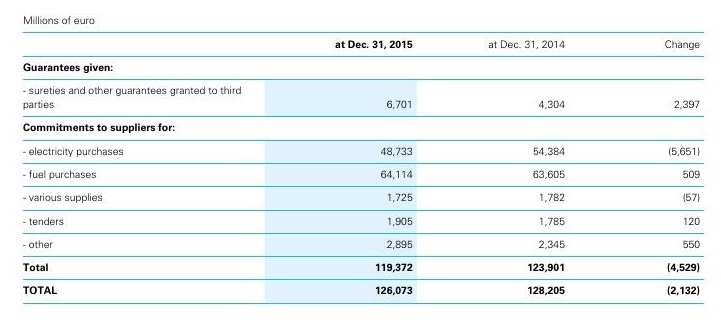 Millions of euro
at Dec. 31, 2015 at Dec. 31, 2014 Change
Guarantees given:
- sureties and other guarantees granted to third
parties 6,701 4,304 2,397
Commitments to suppliers for:
- electricity purchases 48,733 54,384 (5,651)
- fuel purchases 64,114 63,605 509
- various supplies 1,725 1,782 (57)
- tenders 1,905 1,785 120
- other 2,895 2,345 550
Total 119,372 123,901 (4,529)
TOTAL 126,073 128,205 (2,132)